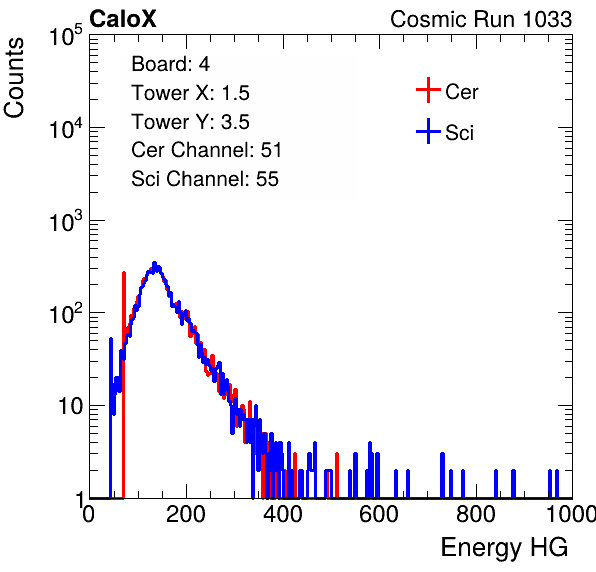 CaloX Cosmic Run 1033
Counts
10^5
10^4
10^3
10^2
10
1
Board: 4
Tower X: 1.5
Tower Y: 3.5
Cer Channel: 51
Sci Channel: 55
Cer
Sci
0 200 400 600 800 1000
Energy HG